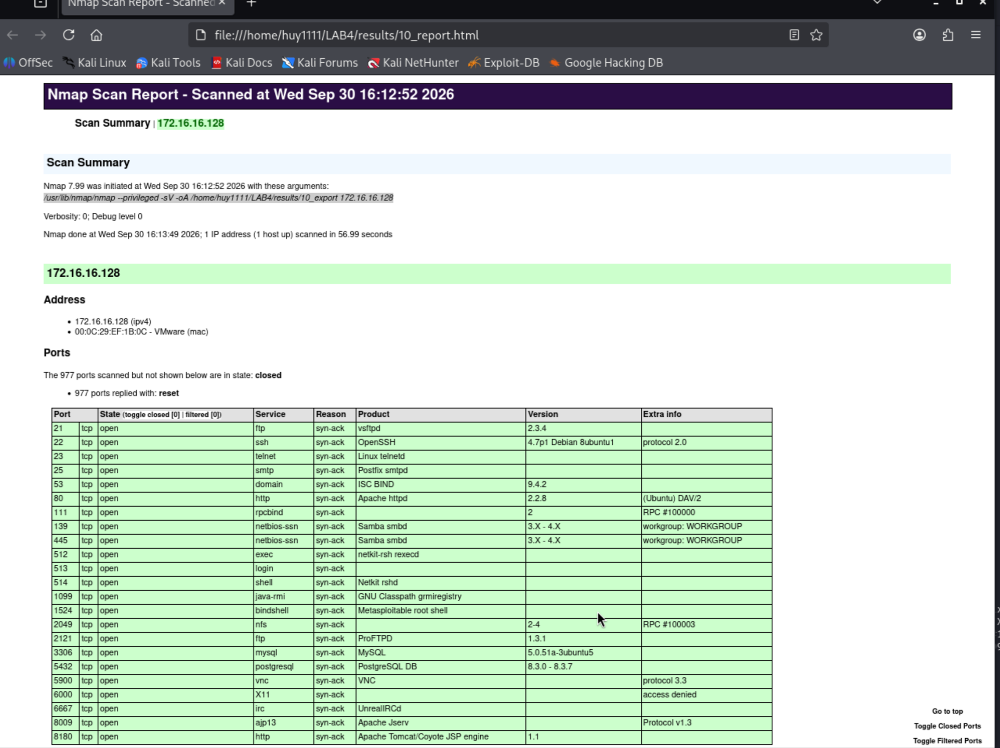 Nmap Scan Report - Scanned
file:///home/huy1111/LAB4/results/10_report.html
OffSec Kali Linux Kali Tools Kali Docs Kali Forums Kali NetHunter Exploit-DB Google Hacking DB
Nmap Scan Report - Scanned at Wed Sep 30 16:12:52 2026
Scan Summary | 172.16.16.128
Scan Summary
Nmap 7.99 was initiated at Wed Sep 30 16:12:52 2026 with these arguments:
/usr/lib/nmap/nmap --privileged -sV -oA /home/huy1111/LAB4/results/10_export 172.16.16.128
Verbosity: 0; Debug level 0
Nmap done at Wed Sep 30 16:13:49 2026; 1 IP address (1 host up) scanned in 56.99 seconds
172.16.16.128
Address
• 172.16.16.128 (ipv4)
• 00:0C:29:EF:1B:0C - VMware (mac)
Ports
The 977 ports scanned but not shown below are in state: closed
• 977 ports replied with: reset
Port State (toggle closed [0] | filtered [0]) Service Reason Product Version Extra info
21 tcp open ftp syn-ack vsftpd 2.3.4
22 tcp open ssh syn-ack OpenSSH 4.7p1 Debian 8ubuntu1 protocol 2.0
23 tcp open telnet syn-ack Linux telnetd
25 tcp open smtp syn-ack Postfix smtpd
53 tcp open domain syn-ack ISC BIND 9.4.2
80 tcp open http syn-ack Apache httpd 2.2.8 (Ubuntu) DAV/2
111 tcp open rpcbind syn-ack 2 RPC #100000
139 tcp open netbios-ssn syn-ack Samba smbd 3.X - 4.X workgroup: WORKGROUP
445 tcp open netbios-ssn syn-ack Samba smbd 3.X - 4.X workgroup: WORKGROUP
512 tcp open exec syn-ack netkit-rsh rexecd
513 tcp open login syn-ack
514 tcp open shell syn-ack Netkit rshd
1099 tcp open java-rmi syn-ack GNU Classpath grmiregistry
1524 tcp open bindshell syn-ack Metasploitable root shell
2049 tcp open nfs syn-ack 2-4 RPC #100003
2121 tcp open ftp syn-ack ProFTPD 1.3.1
3306 tcp open mysql syn-ack MySQL 5.0.51a-3ubuntu5
5432 tcp open postgresql syn-ack PostgreSQL DB 8.3.0 - 8.3.7
5900 tcp open vnc syn-ack VNC protocol 3.3
6000 tcp open X11 syn-ack access denied
6667 tcp open irc syn-ack UnrealIRCd
8009 tcp open ajp13 syn-ack Apache Jserv Protocol v1.3
8180 tcp open http syn-ack Apache Tomcat/Coyote JSP engine 1.1
Go to top
Toggle Closed Ports
Toggle Filtered Ports